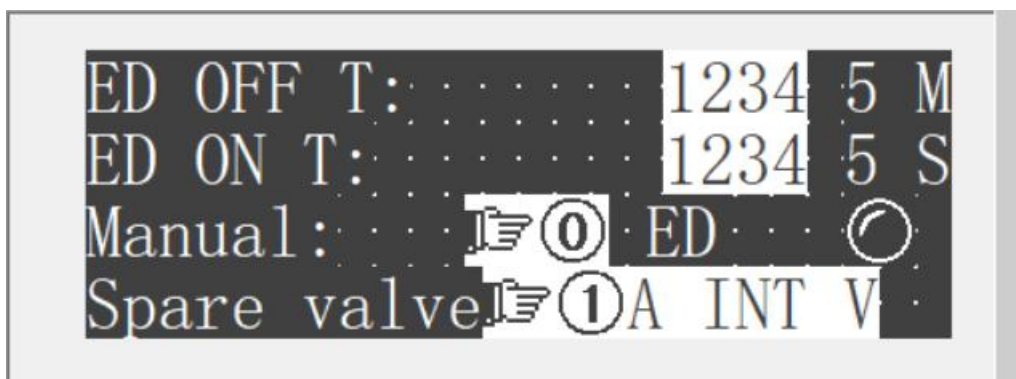 ED OFF T: 1234 5 M
ED ON T: 1234 5 S
Manual: ☞⓪ ED
Spare valve☞①A INT V